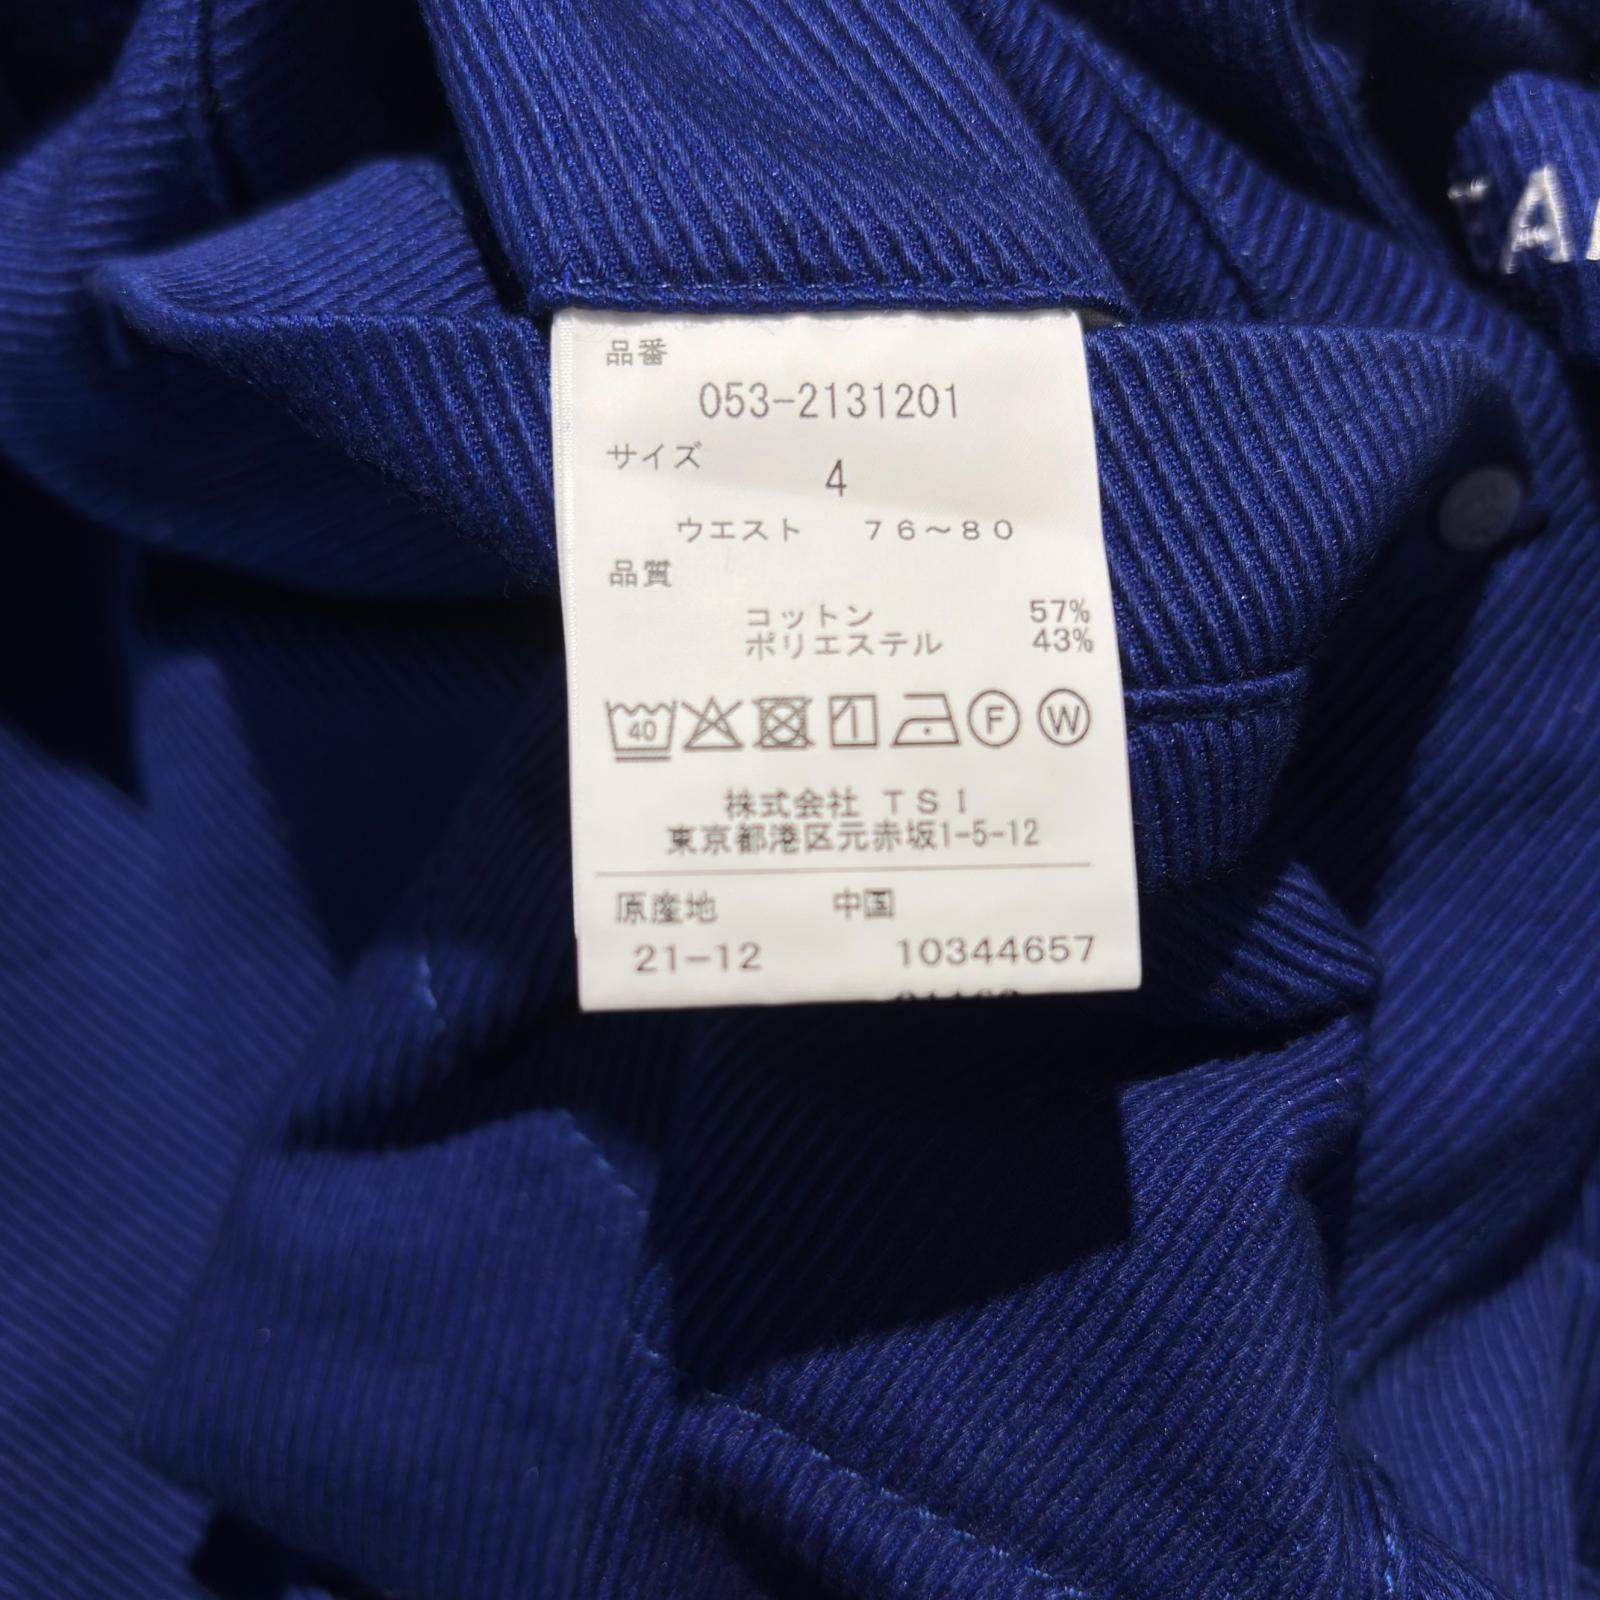 品番
053-2131201
サイズ
4
ウエスト 76～80
品質
コットン 57%
ポリエステル 43%
40 F W
株式会社 TSI
東京都港区元赤坂1-5-12
原産地 中国
21-12 10344657